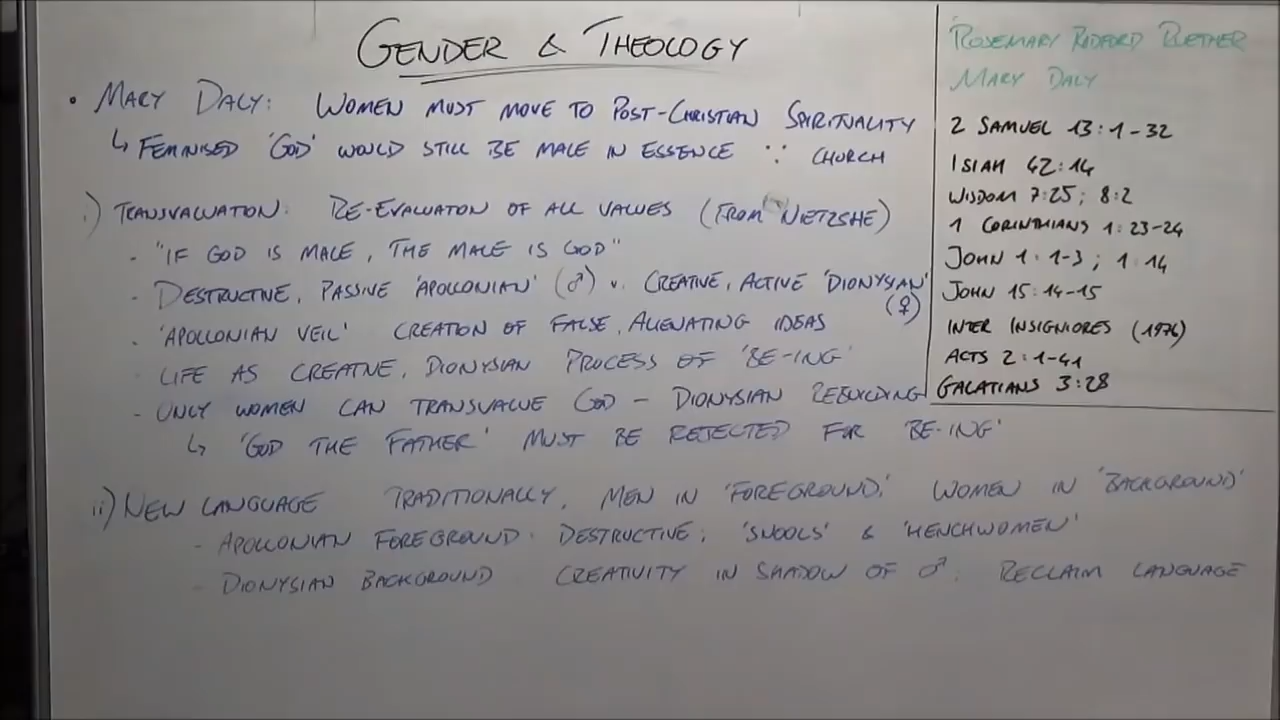 GENDER & THEOLOGY
• MARY DALY: WOMEN MUST MOVE TO POST-CHRISTIAN SPIRITUALITY
↳ FEMINISED 'GOD' WOULD STILL BE MALE IN ESSENCE ∵ CHURCH
i) TRANSVALUATION: RE-EVALUATION OF ALL VALUES (FROM NIETZSHE)
- "IF GOD IS MALE, THE MALE IS GOD"
- DESTRUCTIVE, PASSIVE 'APOLLONIAN' (♂) v. CREATIVE, ACTIVE 'DIONYSIAN' (♀)
- 'APOLLONIAN VEIL' CREATION OF FALSE, ALIENATING IDEAS
- LIFE AS CREATIVE, DIONYSIAN PROCESS OF 'BE-ING'
- ONLY WOMEN CAN TRANSVALUE GOD – DIONYSIAN REBUILDING
↳ 'GOD THE FATHER' MUST BE REJECTED FOR 'BE-ING'
ii) NEW LANGUAGE TRADITIONALLY, MEN IN 'FOREGROUND,' WOMEN IN 'BACKGROUND'
- APOLLONIAN FOREGROUND: DESTRUCTIVE; 'SNOOLS' & 'HENCHWOMEN'
- DIONYSIAN BACKGROUND CREATIVITY IN SHADOW OF ♂. RECLAIM LANGUAGE
ROSEMARY RADFORD RUETHER
MARY DALY
2 SAMUEL 13:1-32
ISIAH 42:14
WISDOM 7:25; 8:2
1 CORINTHIANS 1:23-24
JOHN 1:1-3; 1:14
JOHN 15:14-15
INTER INSIGNIORES (1976)
ACTS 2:1-41
GALATIANS 3:28